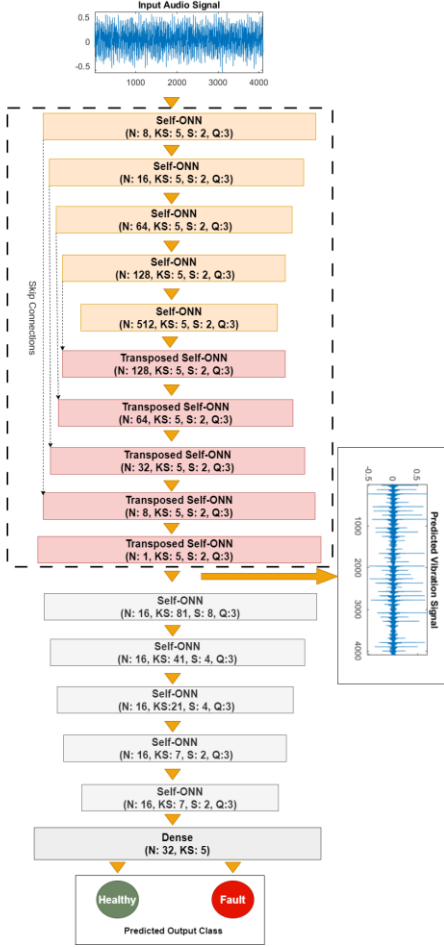 Input Audio Signal
0.5
0
-0.5
1000 2000 3000 4000
Self-ONN
(N: 8, KS: 5, S: 2, Q:3)
Self-ONN
(N: 16, KS: 5, S: 2, Q:3)
Self-ONN
(N: 64, KS: 5, S: 2, Q:3)
Self-ONN
(N: 128, KS: 5, S: 2, Q:3)
Self-ONN
(N: 512, KS: 5, S: 2, Q:3)
Skip Connections
Transposed Self-ONN
(N: 128, KS: 5, S: 2, Q:3)
Transposed Self-ONN
(N: 64, KS: 5, S: 2, Q:3)
Transposed Self-ONN
(N: 32, KS: 5, S: 2, Q:3)
Transposed Self-ONN
(N: 8, KS: 5, S: 2, Q:3)
Transposed Self-ONN
(N: 1, KS: 5, S: 2, Q:3)
Predicted Vibration Signal
-0.5 0 0.5
1000
2000
3000
4000
Self-ONN
(N: 16, KS: 81, S: 8, Q:3)
Self-ONN
(N: 16, KS: 41, S: 4, Q:3)
Self-ONN
(N: 16, KS:21, S: 4, Q:3)
Self-ONN
(N: 16, KS: 7, S: 2, Q:3)
Self-ONN
(N: 16, KS: 7, S: 2, Q:3)
Dense
(N: 32, KS: 5)
Healthy Fault
Predicted Output Class